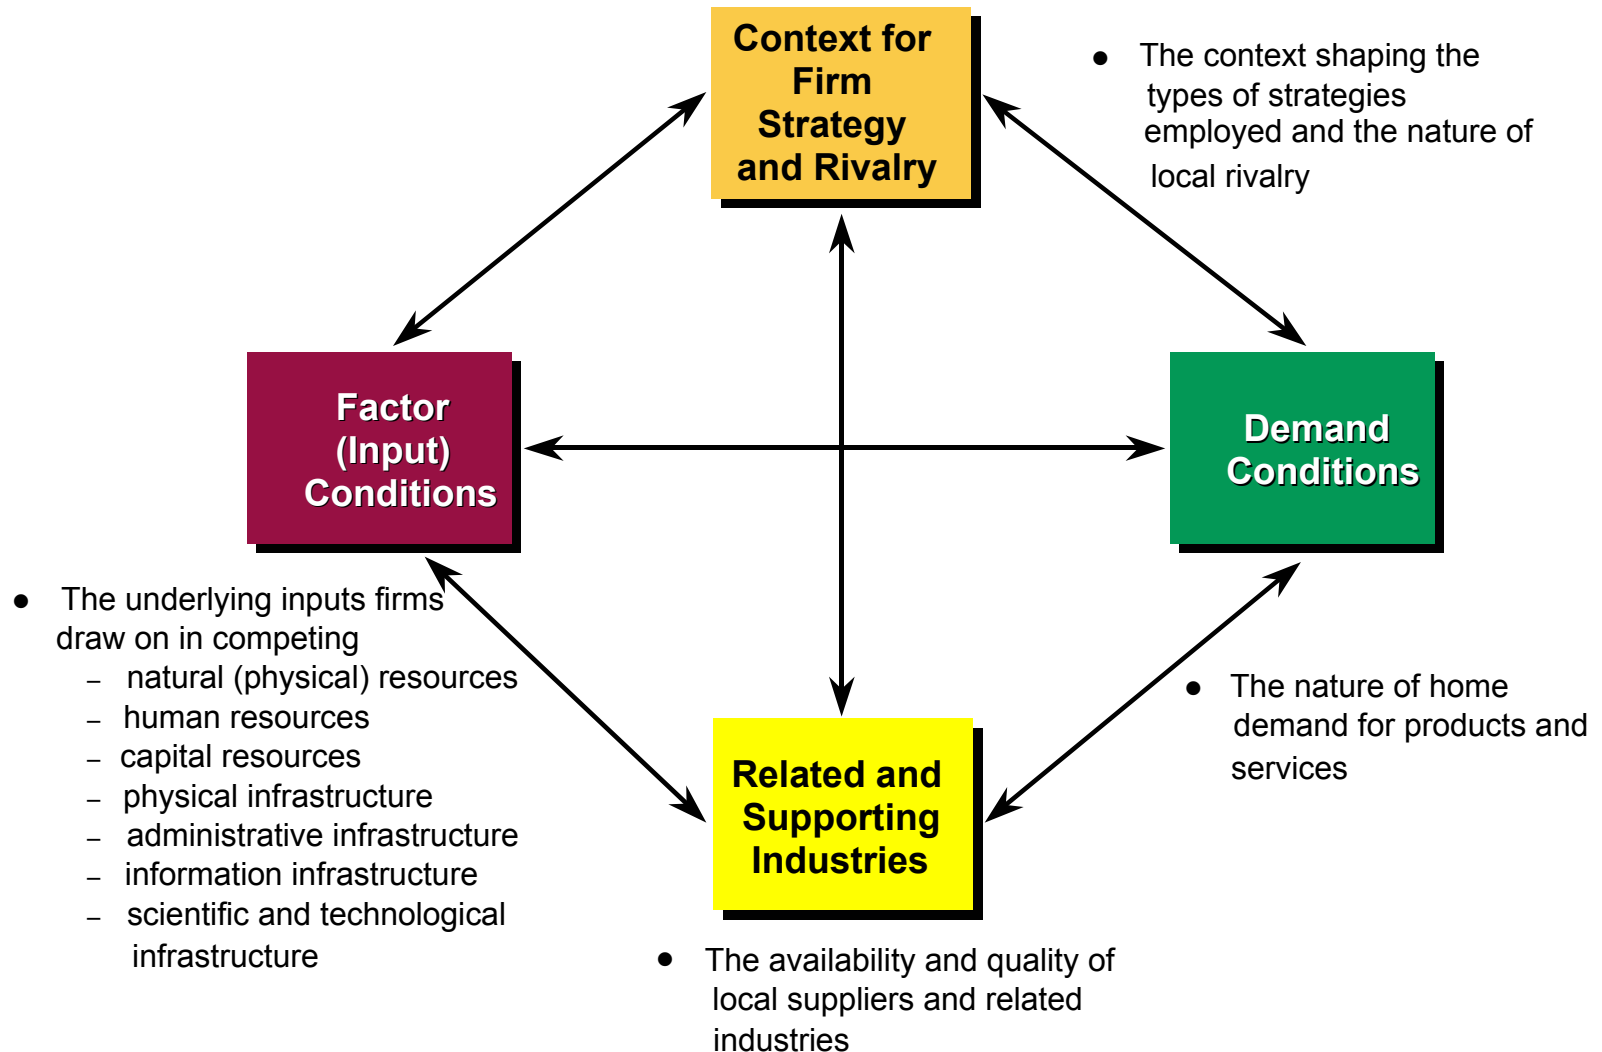 Context for
Firm
Strategy
and Rivalry
● The context shaping the
types of strategies
employed and the nature of
local rivalry
Factor
(Input)
Conditions
Demand
Conditions
● The underlying inputs firms
draw on in competing
– natural (physical) resources
– human resources
– capital resources
– physical infrastructure
– administrative infrastructure
– information infrastructure
– scientific and technological
infrastructure
● The nature of home
demand for products and
services
Related and
Supporting
Industries
● The availability and quality of
local suppliers and related
industries